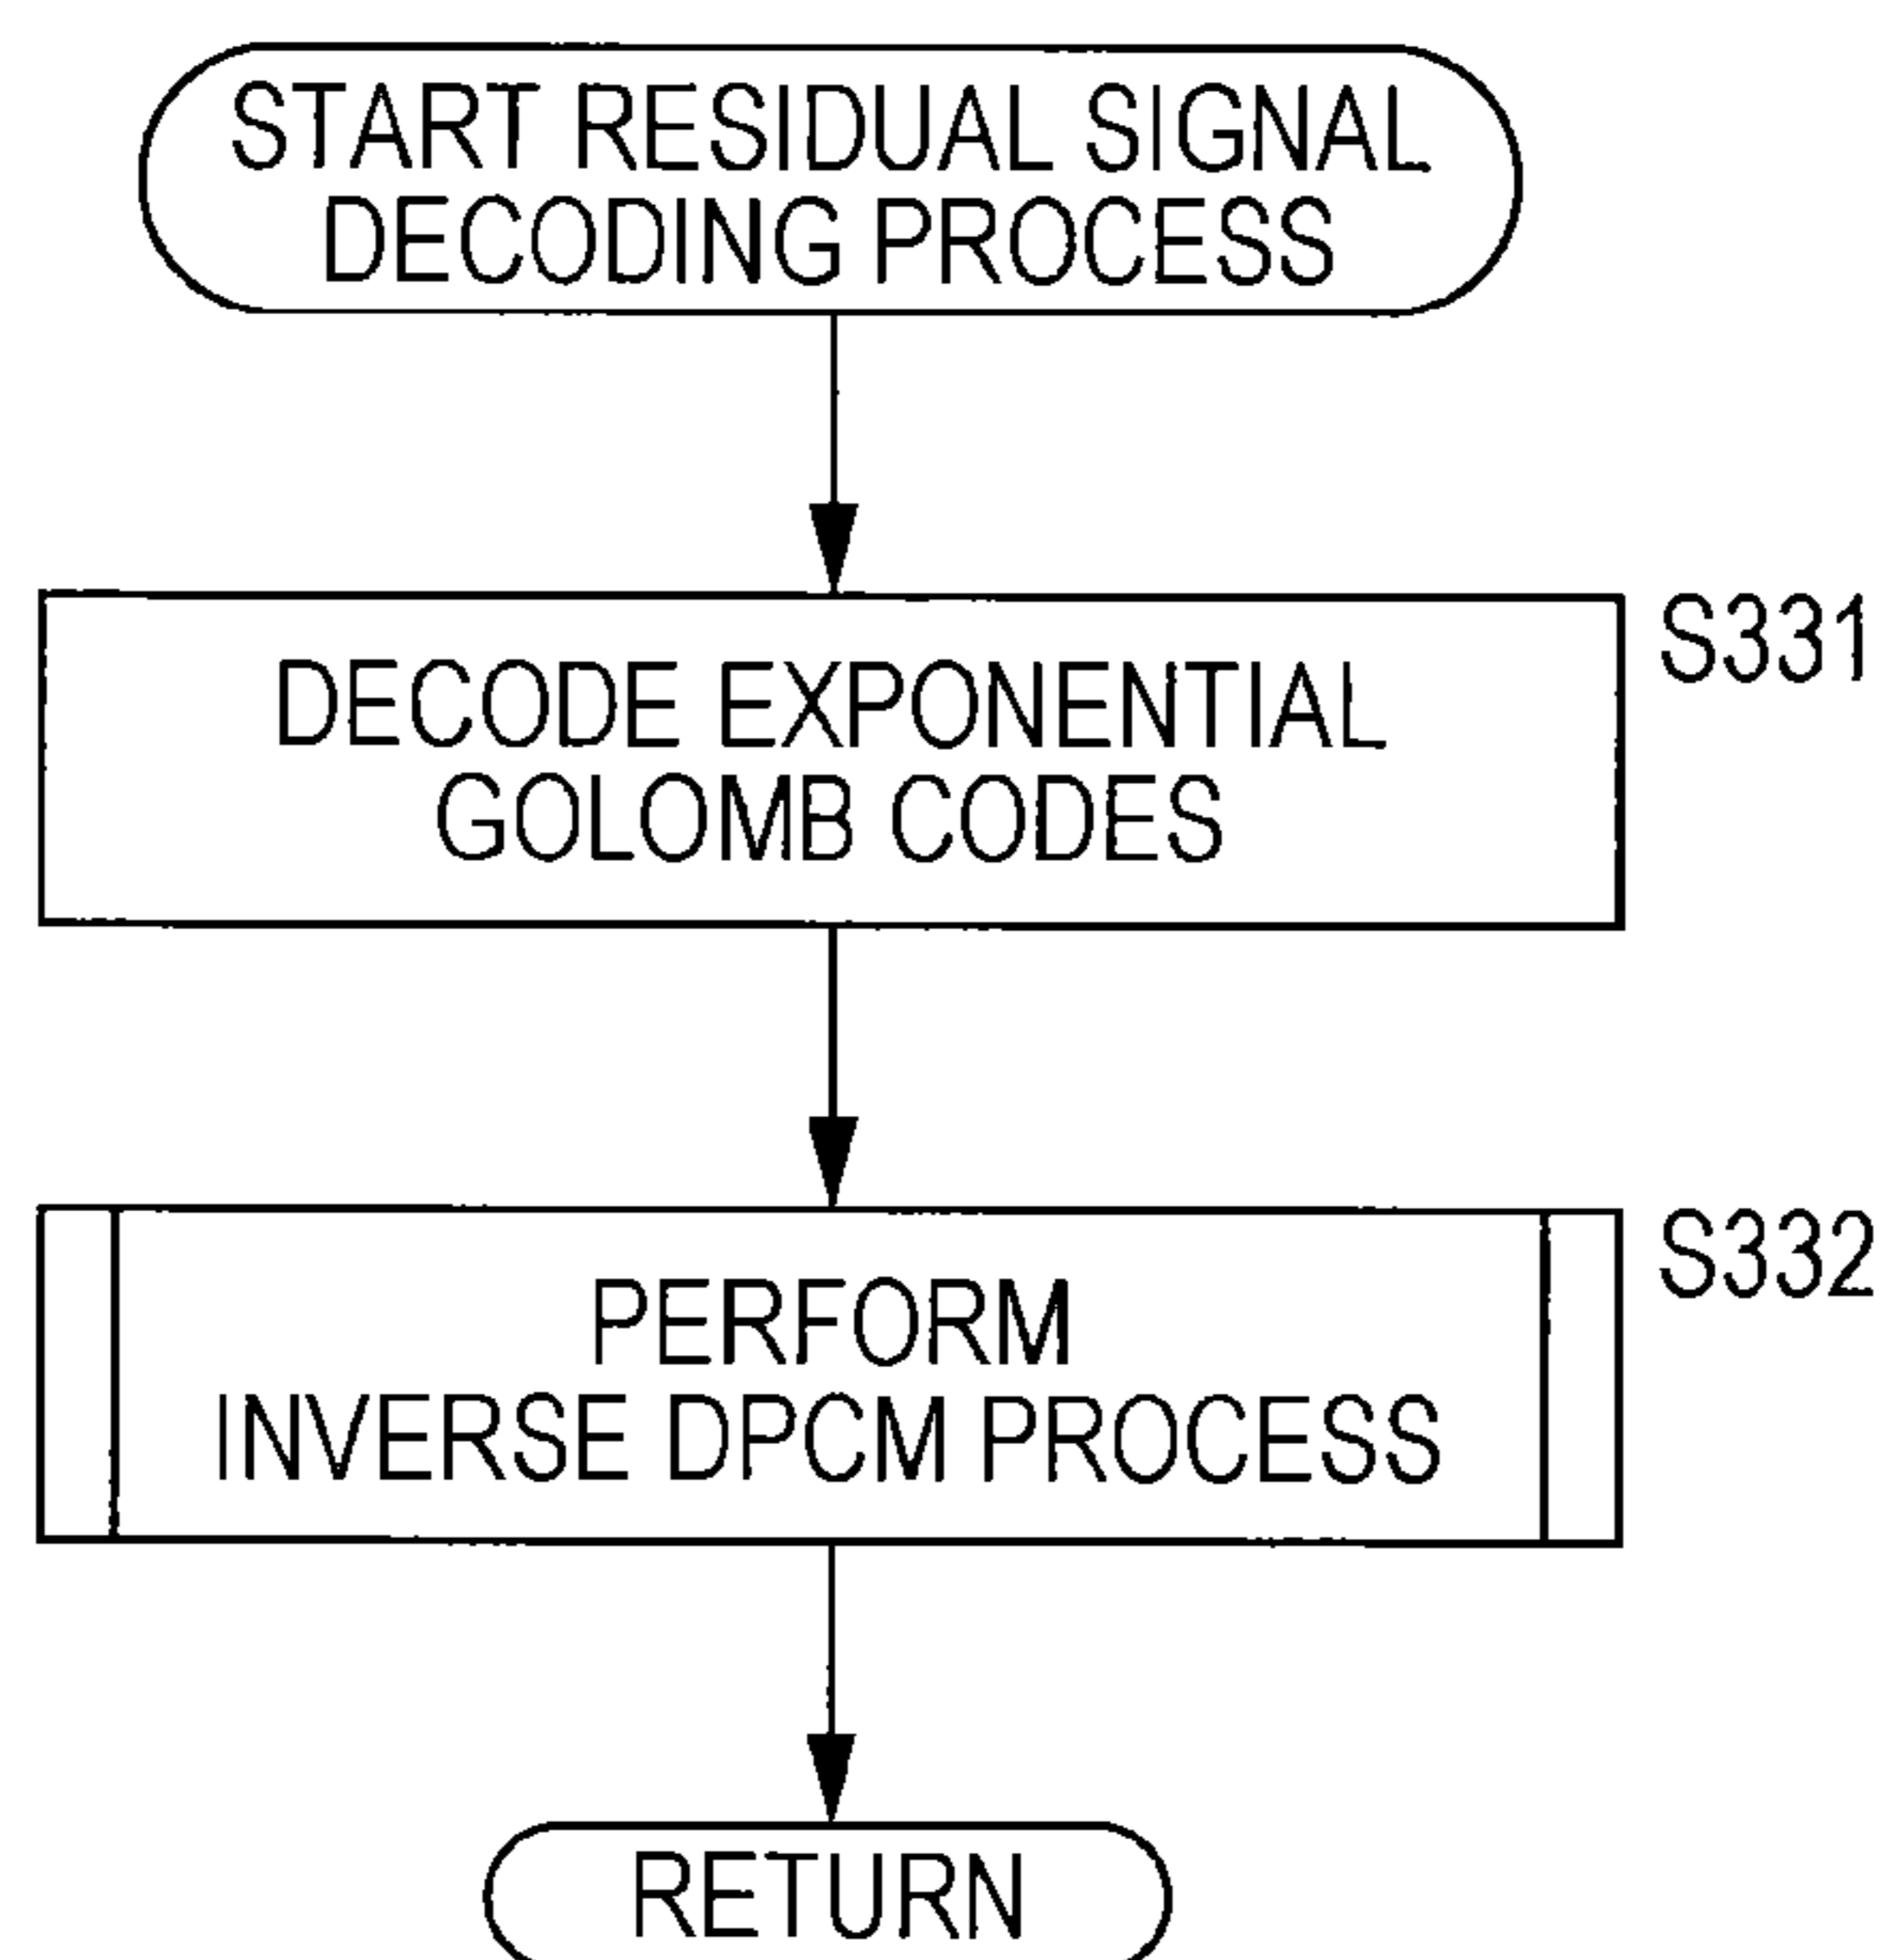 START RESIDUAL SIGNAL
DECODING PROCESS
S331
DECODE EXPONENTIAL
GOLOMB CODES
S332
PERFORM
INVERSE DPCM PROCESS
RETURN